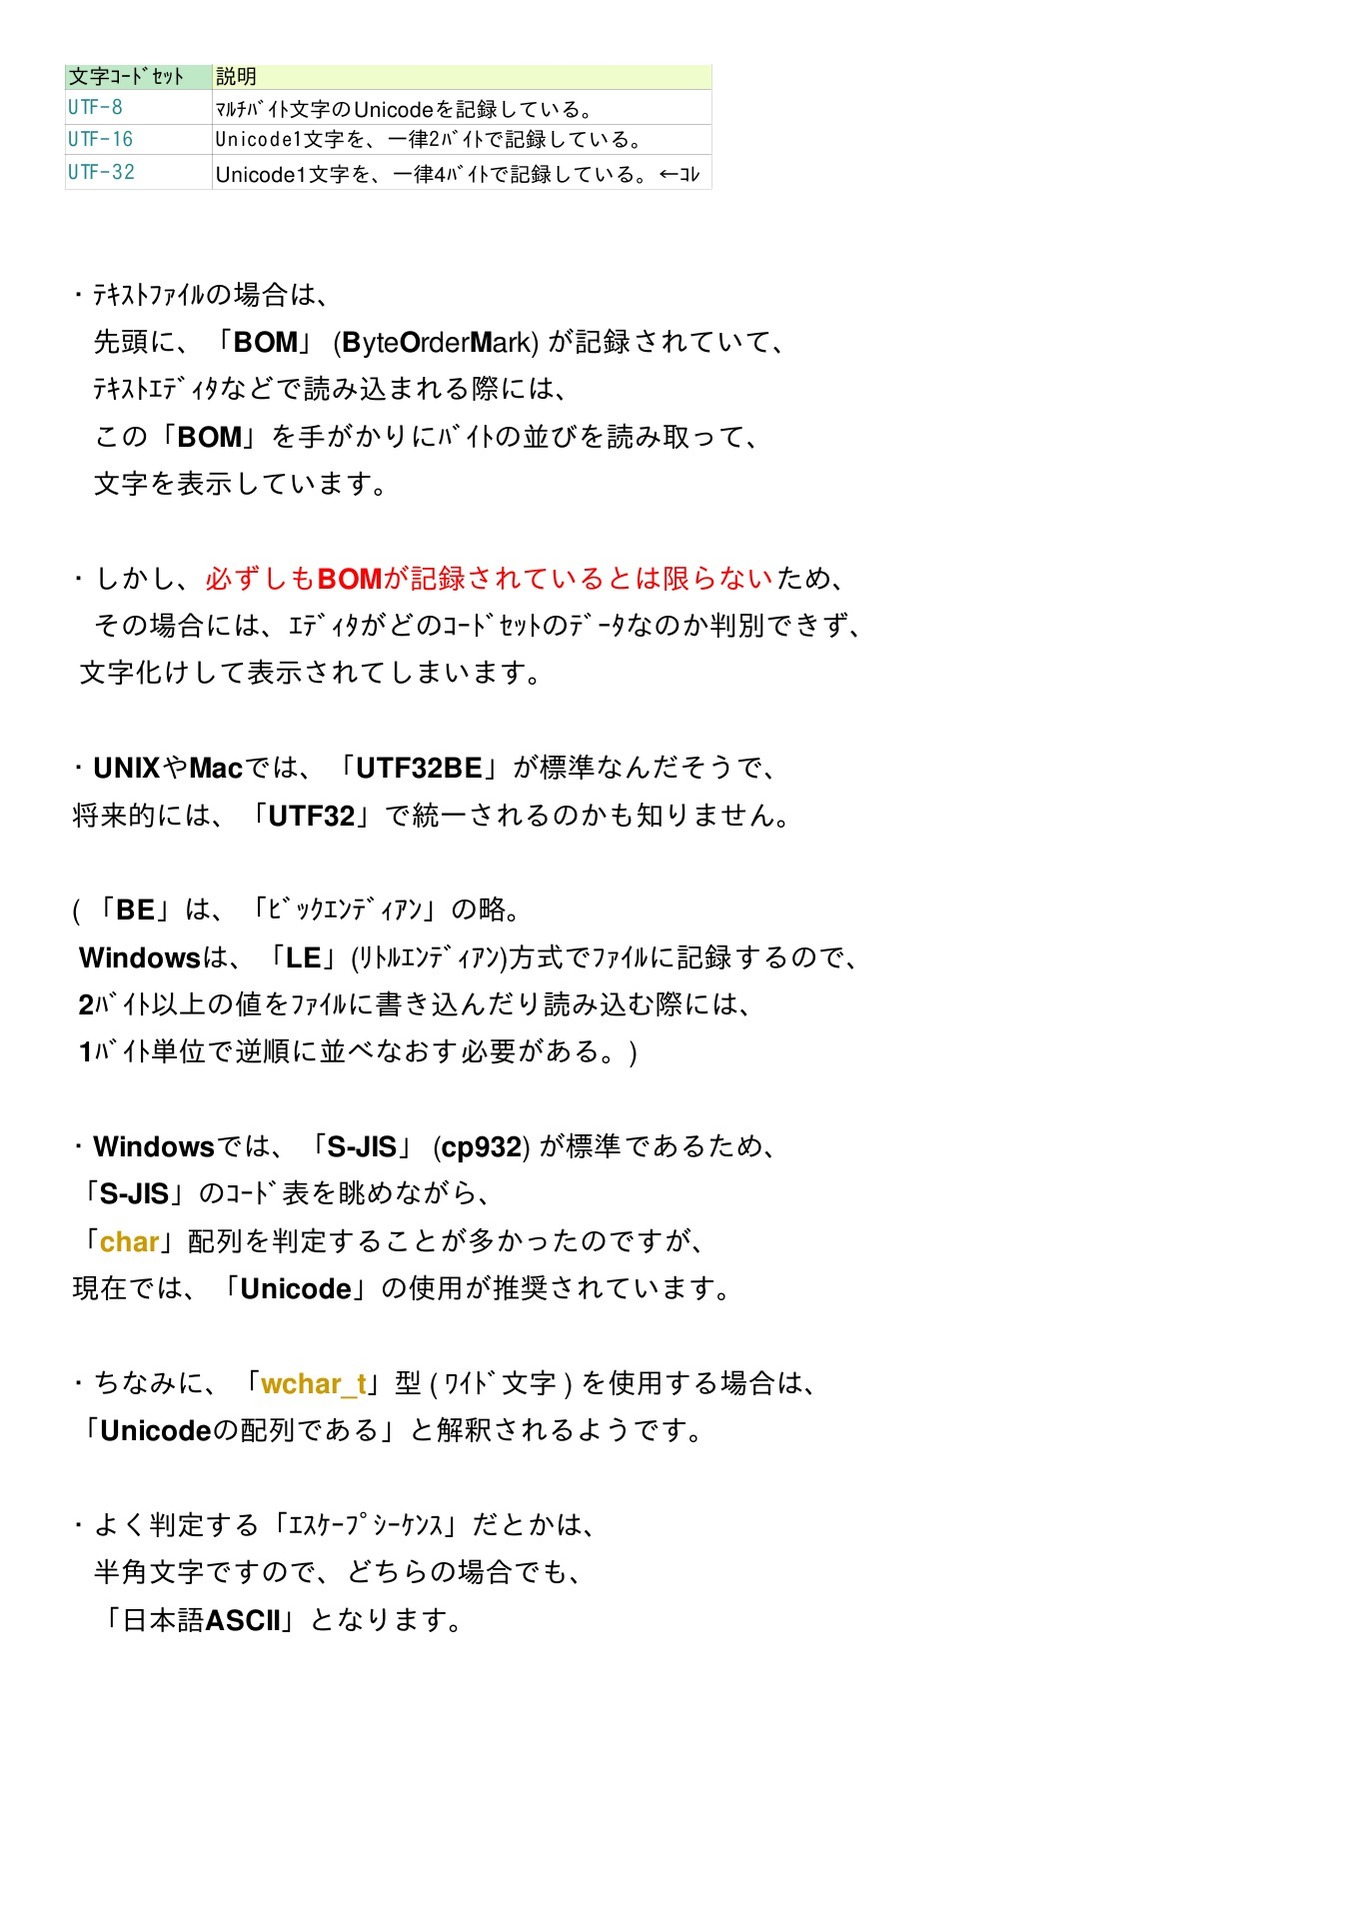 文字ｺｰﾄﾞｾｯﾄ 説明
UTF-8 ﾏﾙﾁﾊﾞｲﾄ文字のUnicodeを記録している。
UTF-16 Unicode1文字を、一律2ﾊﾞｲﾄで記録している。
UTF-32 Unicode1文字を、一律4ﾊﾞｲﾄで記録している。←ｺﾚ
・ﾃｷｽﾄﾌｧｲﾙの場合は、
先頭に、「BOM」 (ByteOrderMark) が記録されていて、
ﾃｷｽﾄｴﾃﾞｨﾀなどで読み込まれる際には、
この「BOM」を手がかりにﾊﾞｲﾄの並びを読み取って、
文字を表示しています。
・しかし、必ずしもBOMが記録されているとは限らないため、
その場合には、ｴﾃﾞｨﾀがどのｺｰﾄﾞｾｯﾄのﾃﾞｰﾀなのか判別できず、
文字化けして表示されてしまいます。
・UNIXやMacでは、「UTF32BE」が標準なんだそうで、
将来的には、「UTF32」で統一されるのかも知りません。
(「BE」は、「ﾋﾞｯｸｴﾝﾃﾞｨｱﾝ」の略。
Windowsは、「LE」(ﾘﾄﾙｴﾝﾃﾞｨｱﾝ)方式でﾌｧｲﾙに記録するので、
2ﾊﾞｲﾄ以上の値をﾌｧｲﾙに書き込んだり読み込む際には、
1ﾊﾞｲﾄ単位で逆順に並べなおす必要がある。)
・Windowsでは、「S-JIS」 (cp932) が標準であるため、
「S-JIS」のｺｰﾄﾞ表を眺めながら、
「char」配列を判定することが多かったのですが、
現在では、「Unicode」の使用が推奨されています。
・ちなみに、「wchar_t」型 ( ﾜｲﾄﾞ文字 ) を使用する場合は、
「Unicodeの配列である」と解釈されるようです。
・よく判定する「ｴｽｹｰﾌﾟｼｰｹﾝｽ」だとかは、
半角文字ですので、どちらの場合でも、
「日本語ASCII」となります。